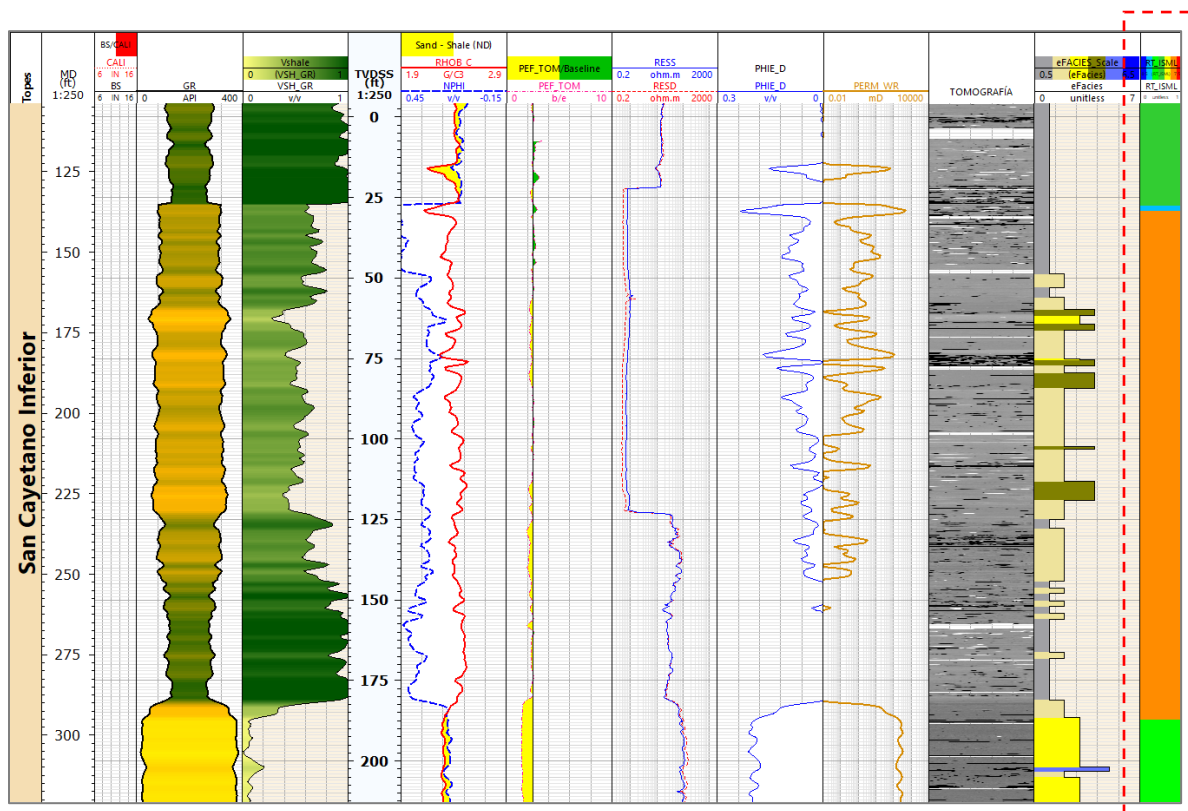 Topes
MD
(ft)
1:250
BS/CALI
CALI
6 IN 16
BS
6 IN 16
GR
0 API 400
Vshale
0 (VSH_GR) 1
VSH_GR
0 v/v 1
TVDSS
(ft)
1:250
Sand - Shale (ND)
RHOB_C
1.9 G/C3 2.9
NPHI
0.45 v/v -0.15
PEF_TOM/Baseline
PEF_TOM
0 b/e 10
RESS
0.2 ohm.m 2000
RESD
0.2 ohm.m 2000
PHIE_D
PHIE_D
0.3 v/v 0
PERM_WR
0.01 mD 10000
TOMOGRAFÍA
eFACIES_Scale
0.5 (eFacies)
eFacies
0 unitless 7
RT_ISML
RT_ISML
San Cayetano Inferior
125
150
175
200
225
250
275
300
0
25
50
75
100
125
150
175
200